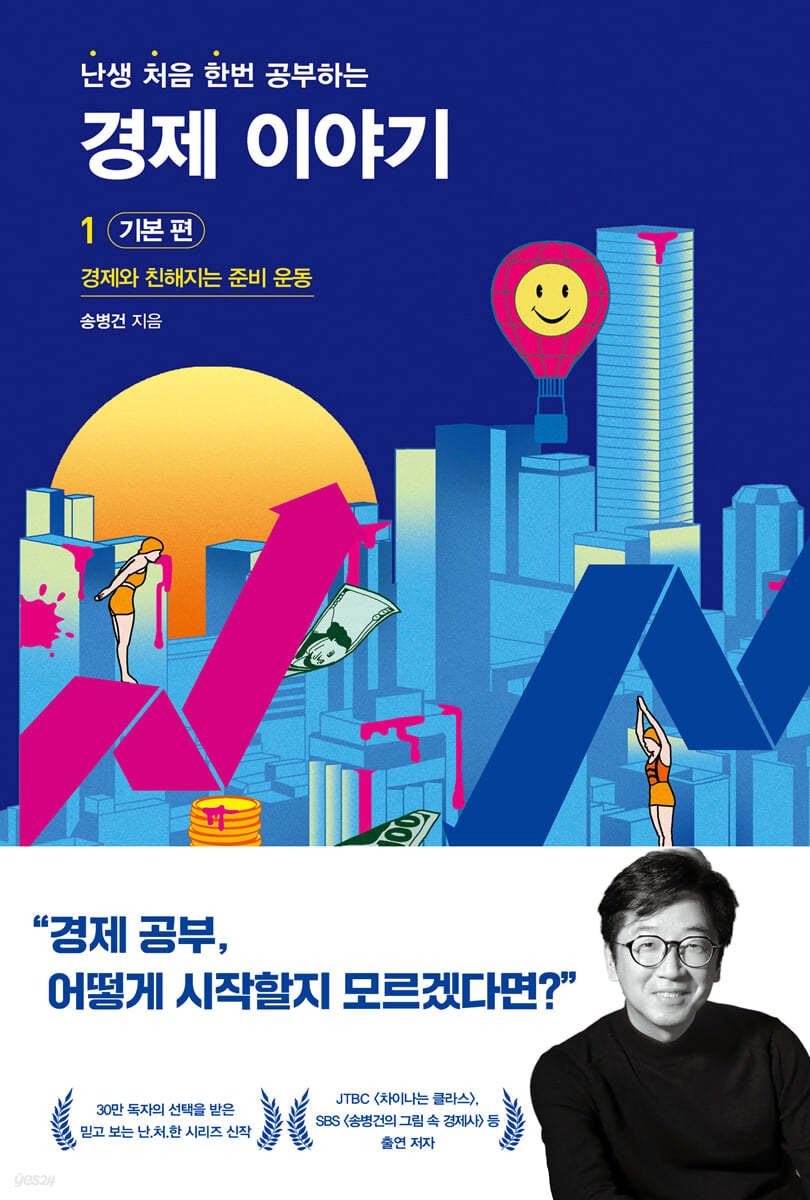 난생 처음 한번 공부하는
경제 이야기
1 기본 편
경제와 친해지는 준비 운동
송병건 지음
100
“경제 공부,
어떻게 시작할지 모르겠다면?”
30만 독자의 선택을 받은
믿고 보는 난.처.한 시리즈 신작
JTBC 〈차이나는 클라스〉,
SBS 〈송병건의 그림 속 경제사〉 등
출연 저자
yes24